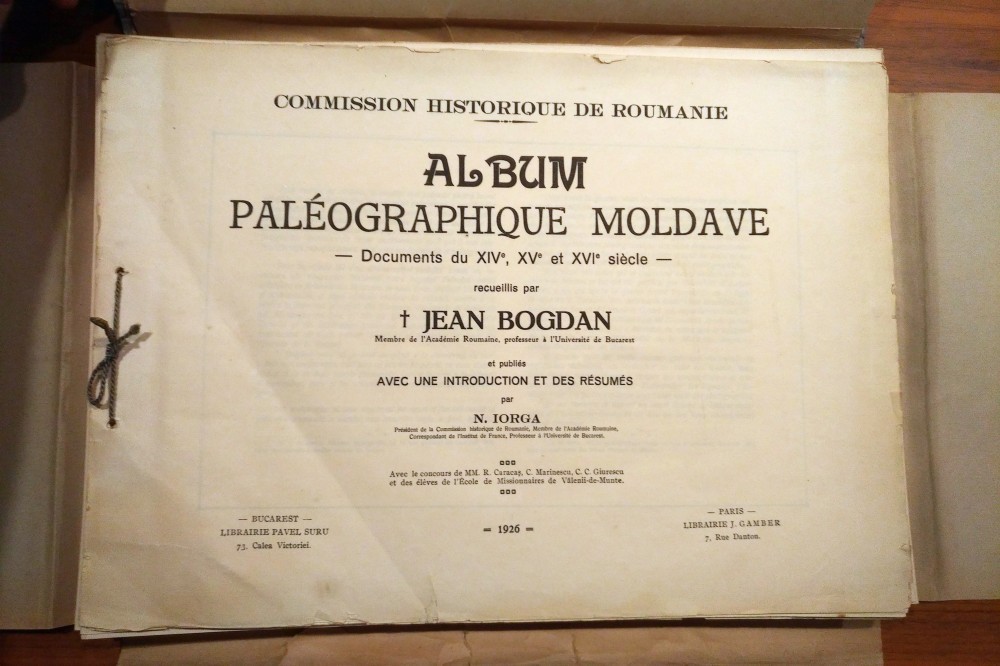 COMMISSION HISTORIQUE DE ROUMANIE
ALBUM
PALÉOGRAPHIQUE MOLDAVE
— Documents du XIVe, XVe et XVIe siècle —
recueillis par
† JEAN BOGDAN
Membre de l'Académie Roumaine, professeur à l'Université de Bucarest
et publiés
AVEC UNE INTRODUCTION ET DES RÉSUMÉS
par
N. IORGA
Président de la Commission historique de Roumanie, Membre de l'Académie Roumaine,
Correspondant de l'Institut de France, Professeur à l'Université de Bucarest.
Avec le concours de MM. R. Caracaş, C. Marinescu, C. C. Giurescu
et des élèves de l'École de Missionnaires de Vălenii-de-Munte.
— BUCAREST —
LIBRAIRIE PAVEL SURU
73. Calea Victoriei.
= 1926 =
— PARIS —
LIBRAIRIE J. GAMBER
7, Rue Danton.